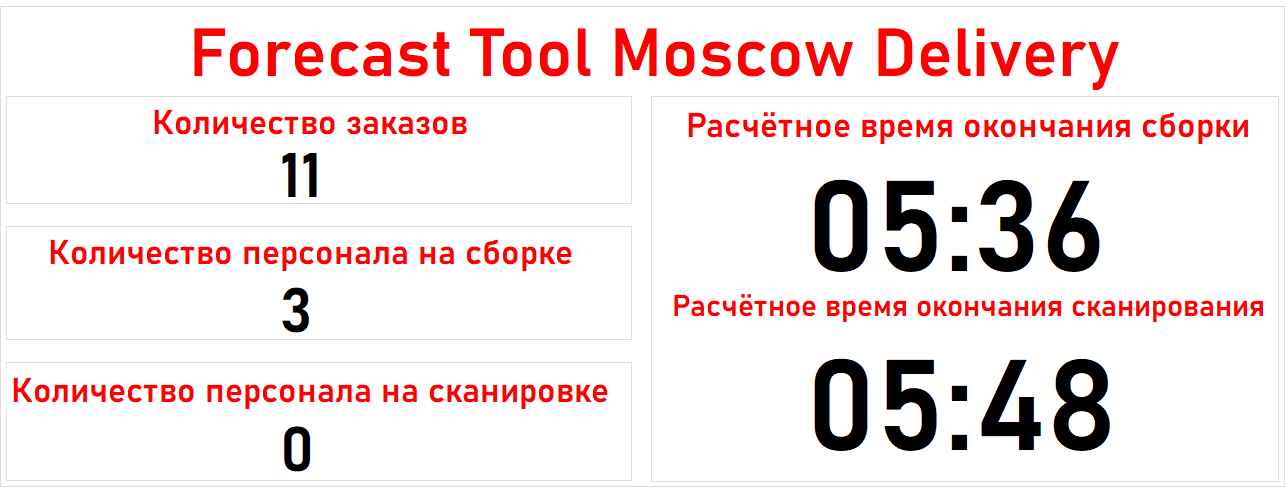 Forecast Tool Moscow Delivery
Количество заказов
11
Количество персонала на сборке
3
Количество персонала на сканировке
0
Расчётное время окончания сборки
05:36
Расчётное время окончания сканирования
05:48